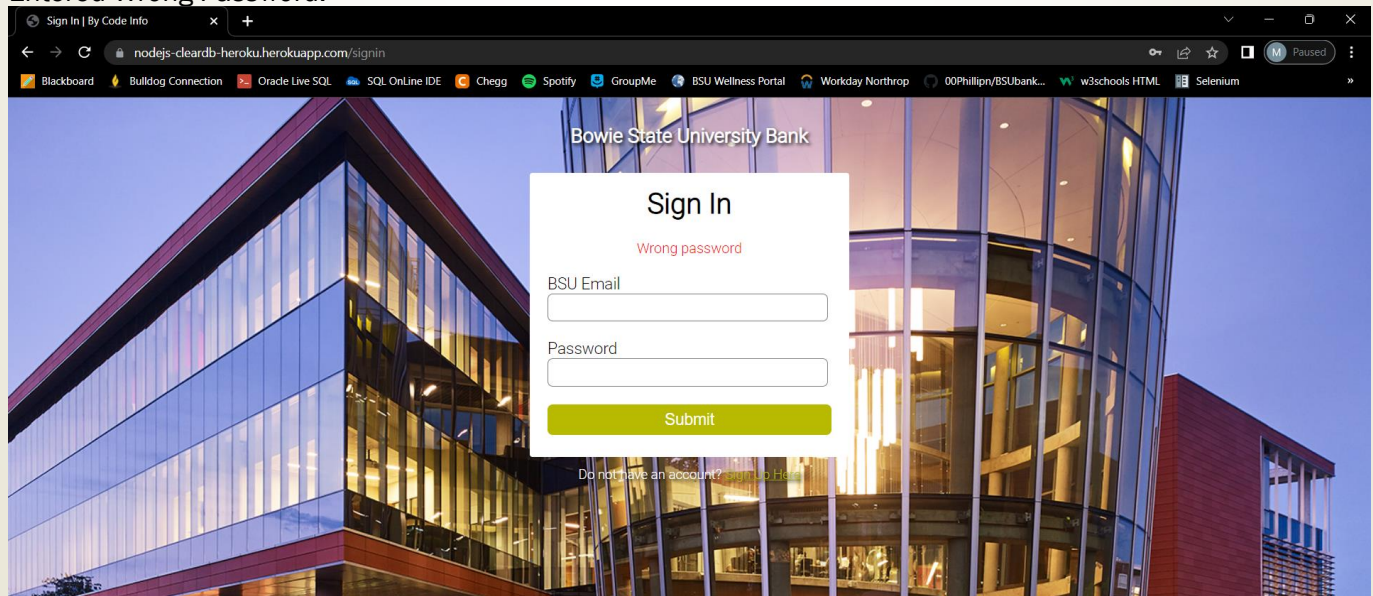 Entered Wrong Password.
Sign In | By Code Info
nodejs-cleardb-heroku.herokuapp.com/signin
M Paused
Blackboard Bulldog Connection Oracle Live SQL SQL OnLine IDE Chegg Spotify GroupMe BSU Wellness Portal Workday Northrop 00Phillipn/BSUbank... w3schools HTML Selenium »
Bowie State University Bank
Sign In
Wrong password
BSU Email
Password
Submit
Do not have an account? Sign Up Here